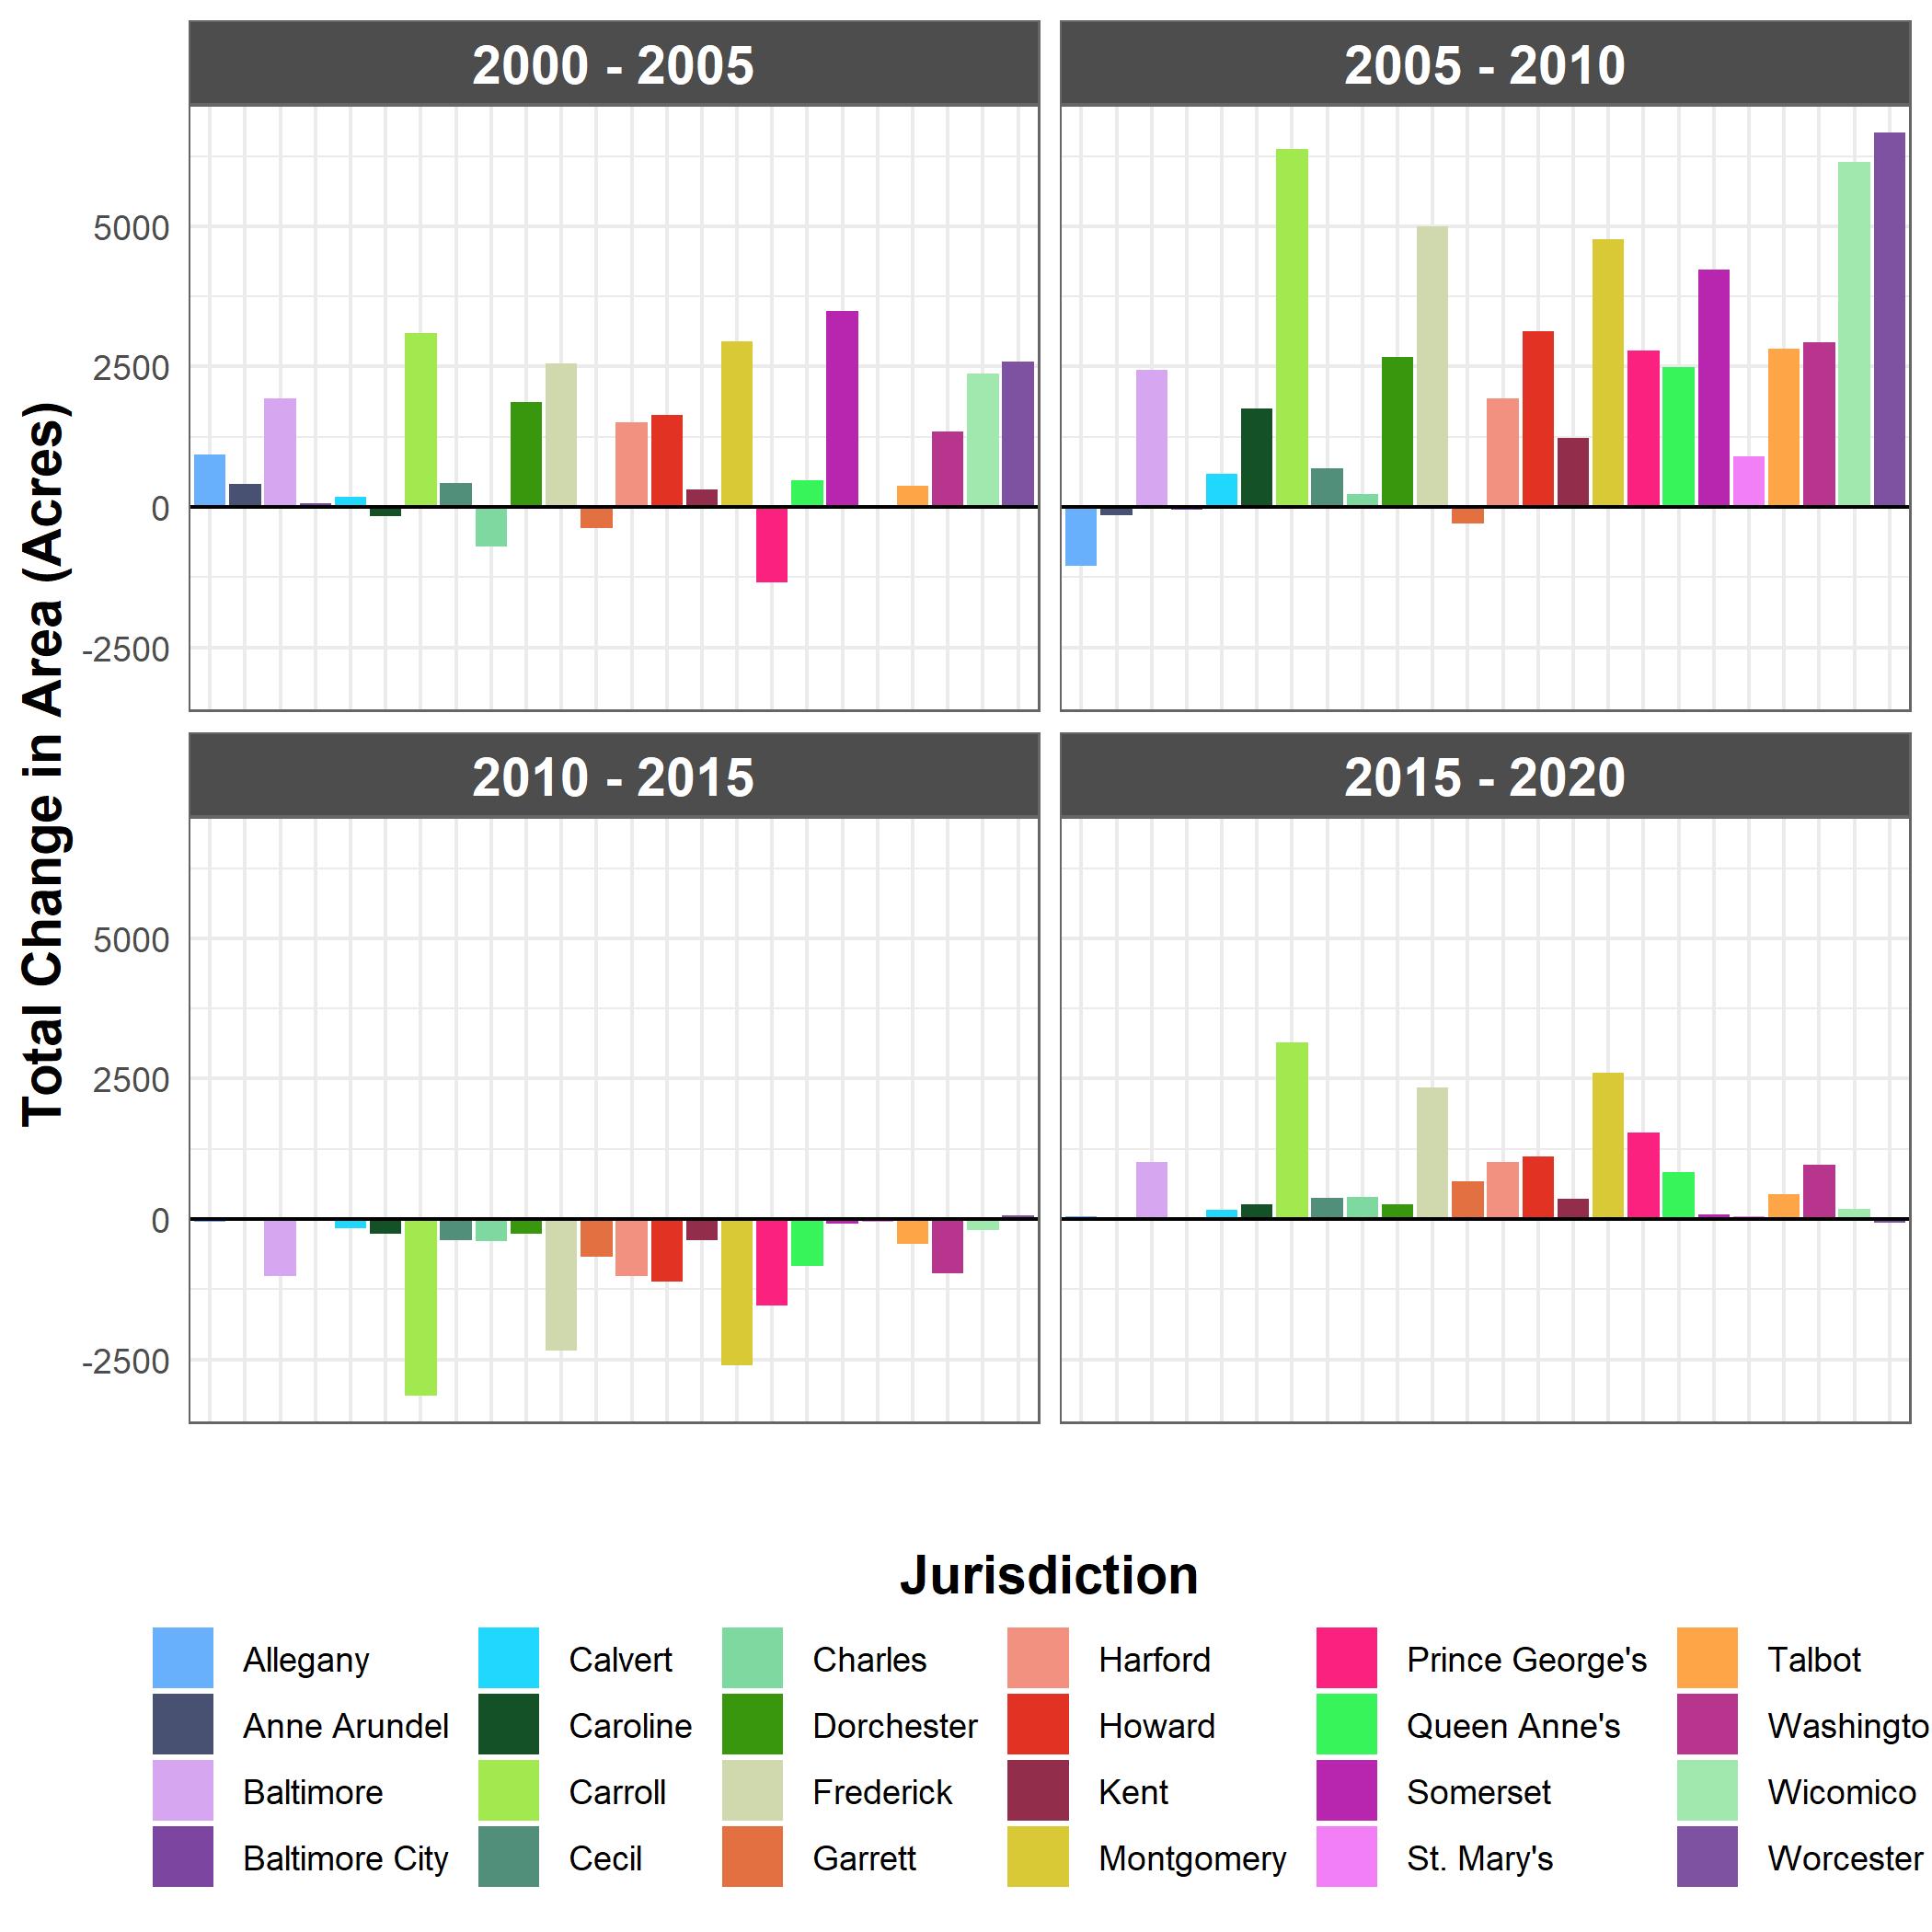 2000 - 2005
2005 - 2010
5000
2500
0
-2500
Total Change in Area (Acres)
2010 - 2015
2015 - 2020
5000
2500
0
-2500
Jurisdiction
Allegany
Calvert
Charles
Harford
Prince George's
Talbot
Anne Arundel
Caroline
Dorchester
Howard
Queen Anne's
Washingto
Baltimore
Carroll
Frederick
Kent
Somerset
Wicomico
Baltimore City
Cecil
Garrett
Montgomery
St. Mary's
Worcester